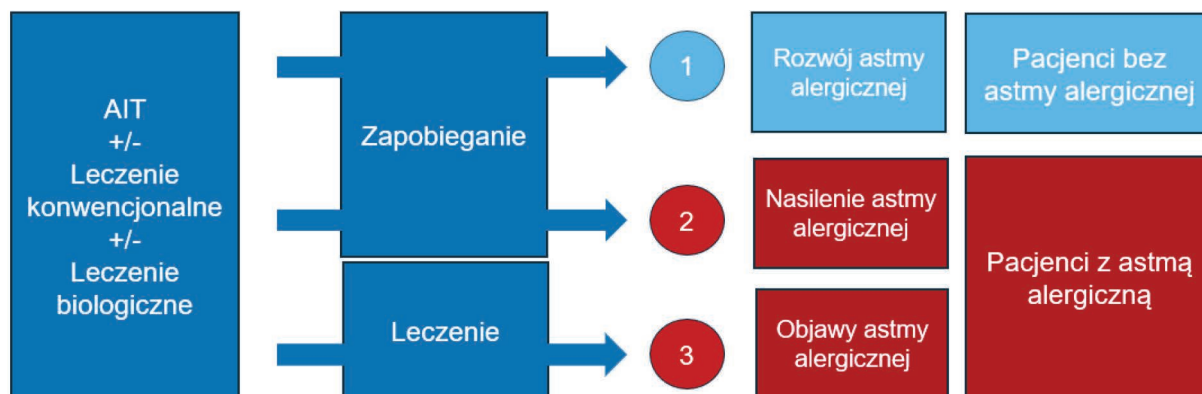 AIT
+/-
Leczenie
konwencjonalne
+/-
Leczenie
biologiczne
Zapobieganie
Leczenie
1
Rozwój astmy
alergicznej
Pacjenci bez
astmy alergicznej
2
Nasilenie astmy
alergicznej
3
Objawy astmy
alergicznej
Pacjenci z astmą
alergiczną